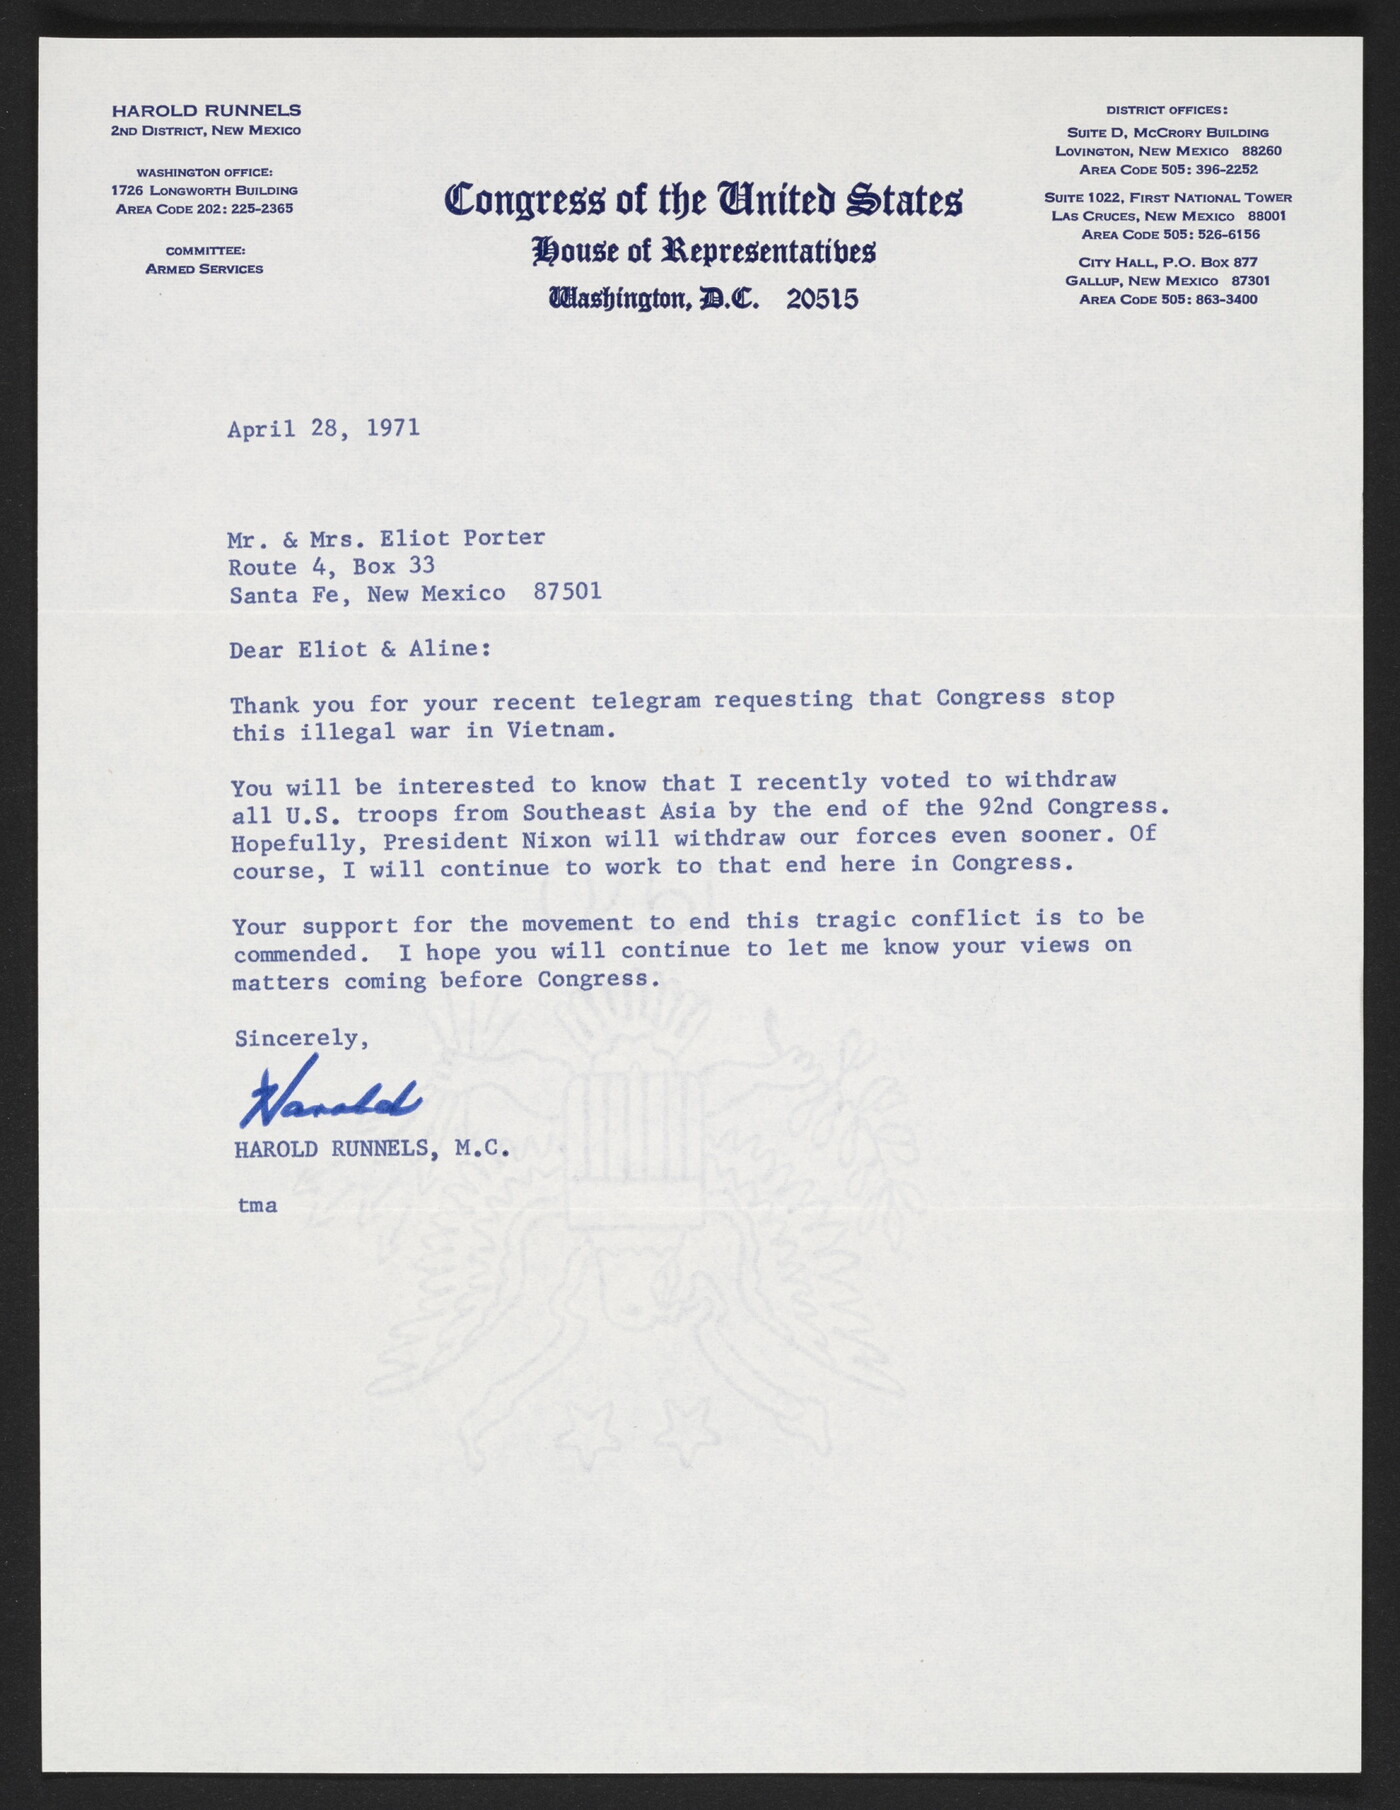 HAROLD RUNNELS
2ND DISTRICT, NEW MEXICO
WASHINGTON OFFICE:
1726 LONGWORTH BUILDING
AREA CODE 202: 225-2365
COMMITTEE:
ARMED SERVICES
Congress of the United States
House of Representatives
Washington, D.C. 20515
DISTRICT OFFICES:
SUITE D, MCCRORY BUILDING
LOVINGTON, NEW MEXICO 88260
AREA CODE 505: 396-2252
SUITE 1022, FIRST NATIONAL TOWER
LAS CRUCES, NEW MEXICO 88001
AREA CODE 505: 526-6156
CITY HALL, P.O. BOX 877
GALLUP, NEW MEXICO 87301
AREA CODE 505: 863-3400
April 28, 1971
Mr. & Mrs. Eliot Porter
Route 4, Box 33
Santa Fe, New Mexico 87501
Dear Eliot & Aline:
Thank you for your recent telegram requesting that Congress stop
this illegal war in Vietnam.
You will be interested to know that I recently voted to withdraw
all U.S. troops from Southeast Asia by the end of the 92nd Congress.
Hopefully, President Nixon will withdraw our forces even sooner. Of
course, I will continue to work to that end here in Congress.
Your support for the movement to end this tragic conflict is to be
commended. I hope you will continue to let me know your views on
matters coming before Congress.
Sincerely,
Harold
HAROLD RUNNELS, M.C.
tma